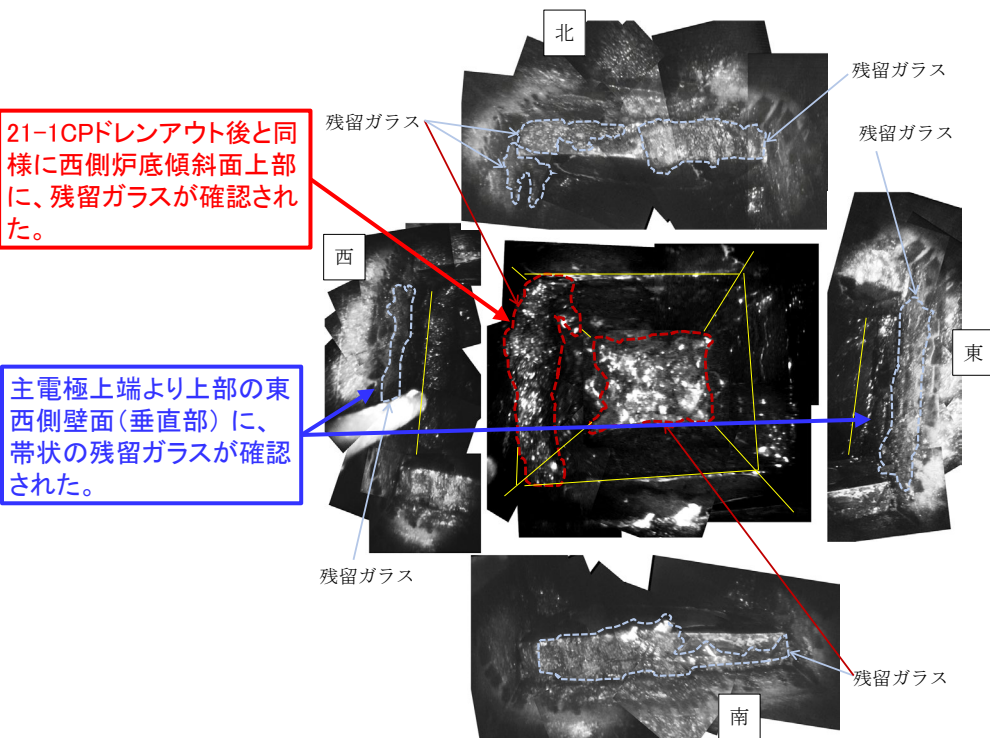 北
残留ガラス
残留ガラス
残留ガラス
21-1CPドレンアウト後と同
様に西側炉底傾斜面上部
に、残留ガラスが確認され
た。
西
東
主電極上端より上部の東
西側壁面(垂直部)に、
帯状の残留ガラスが確認
された。
残留ガラス
残留ガラス
南